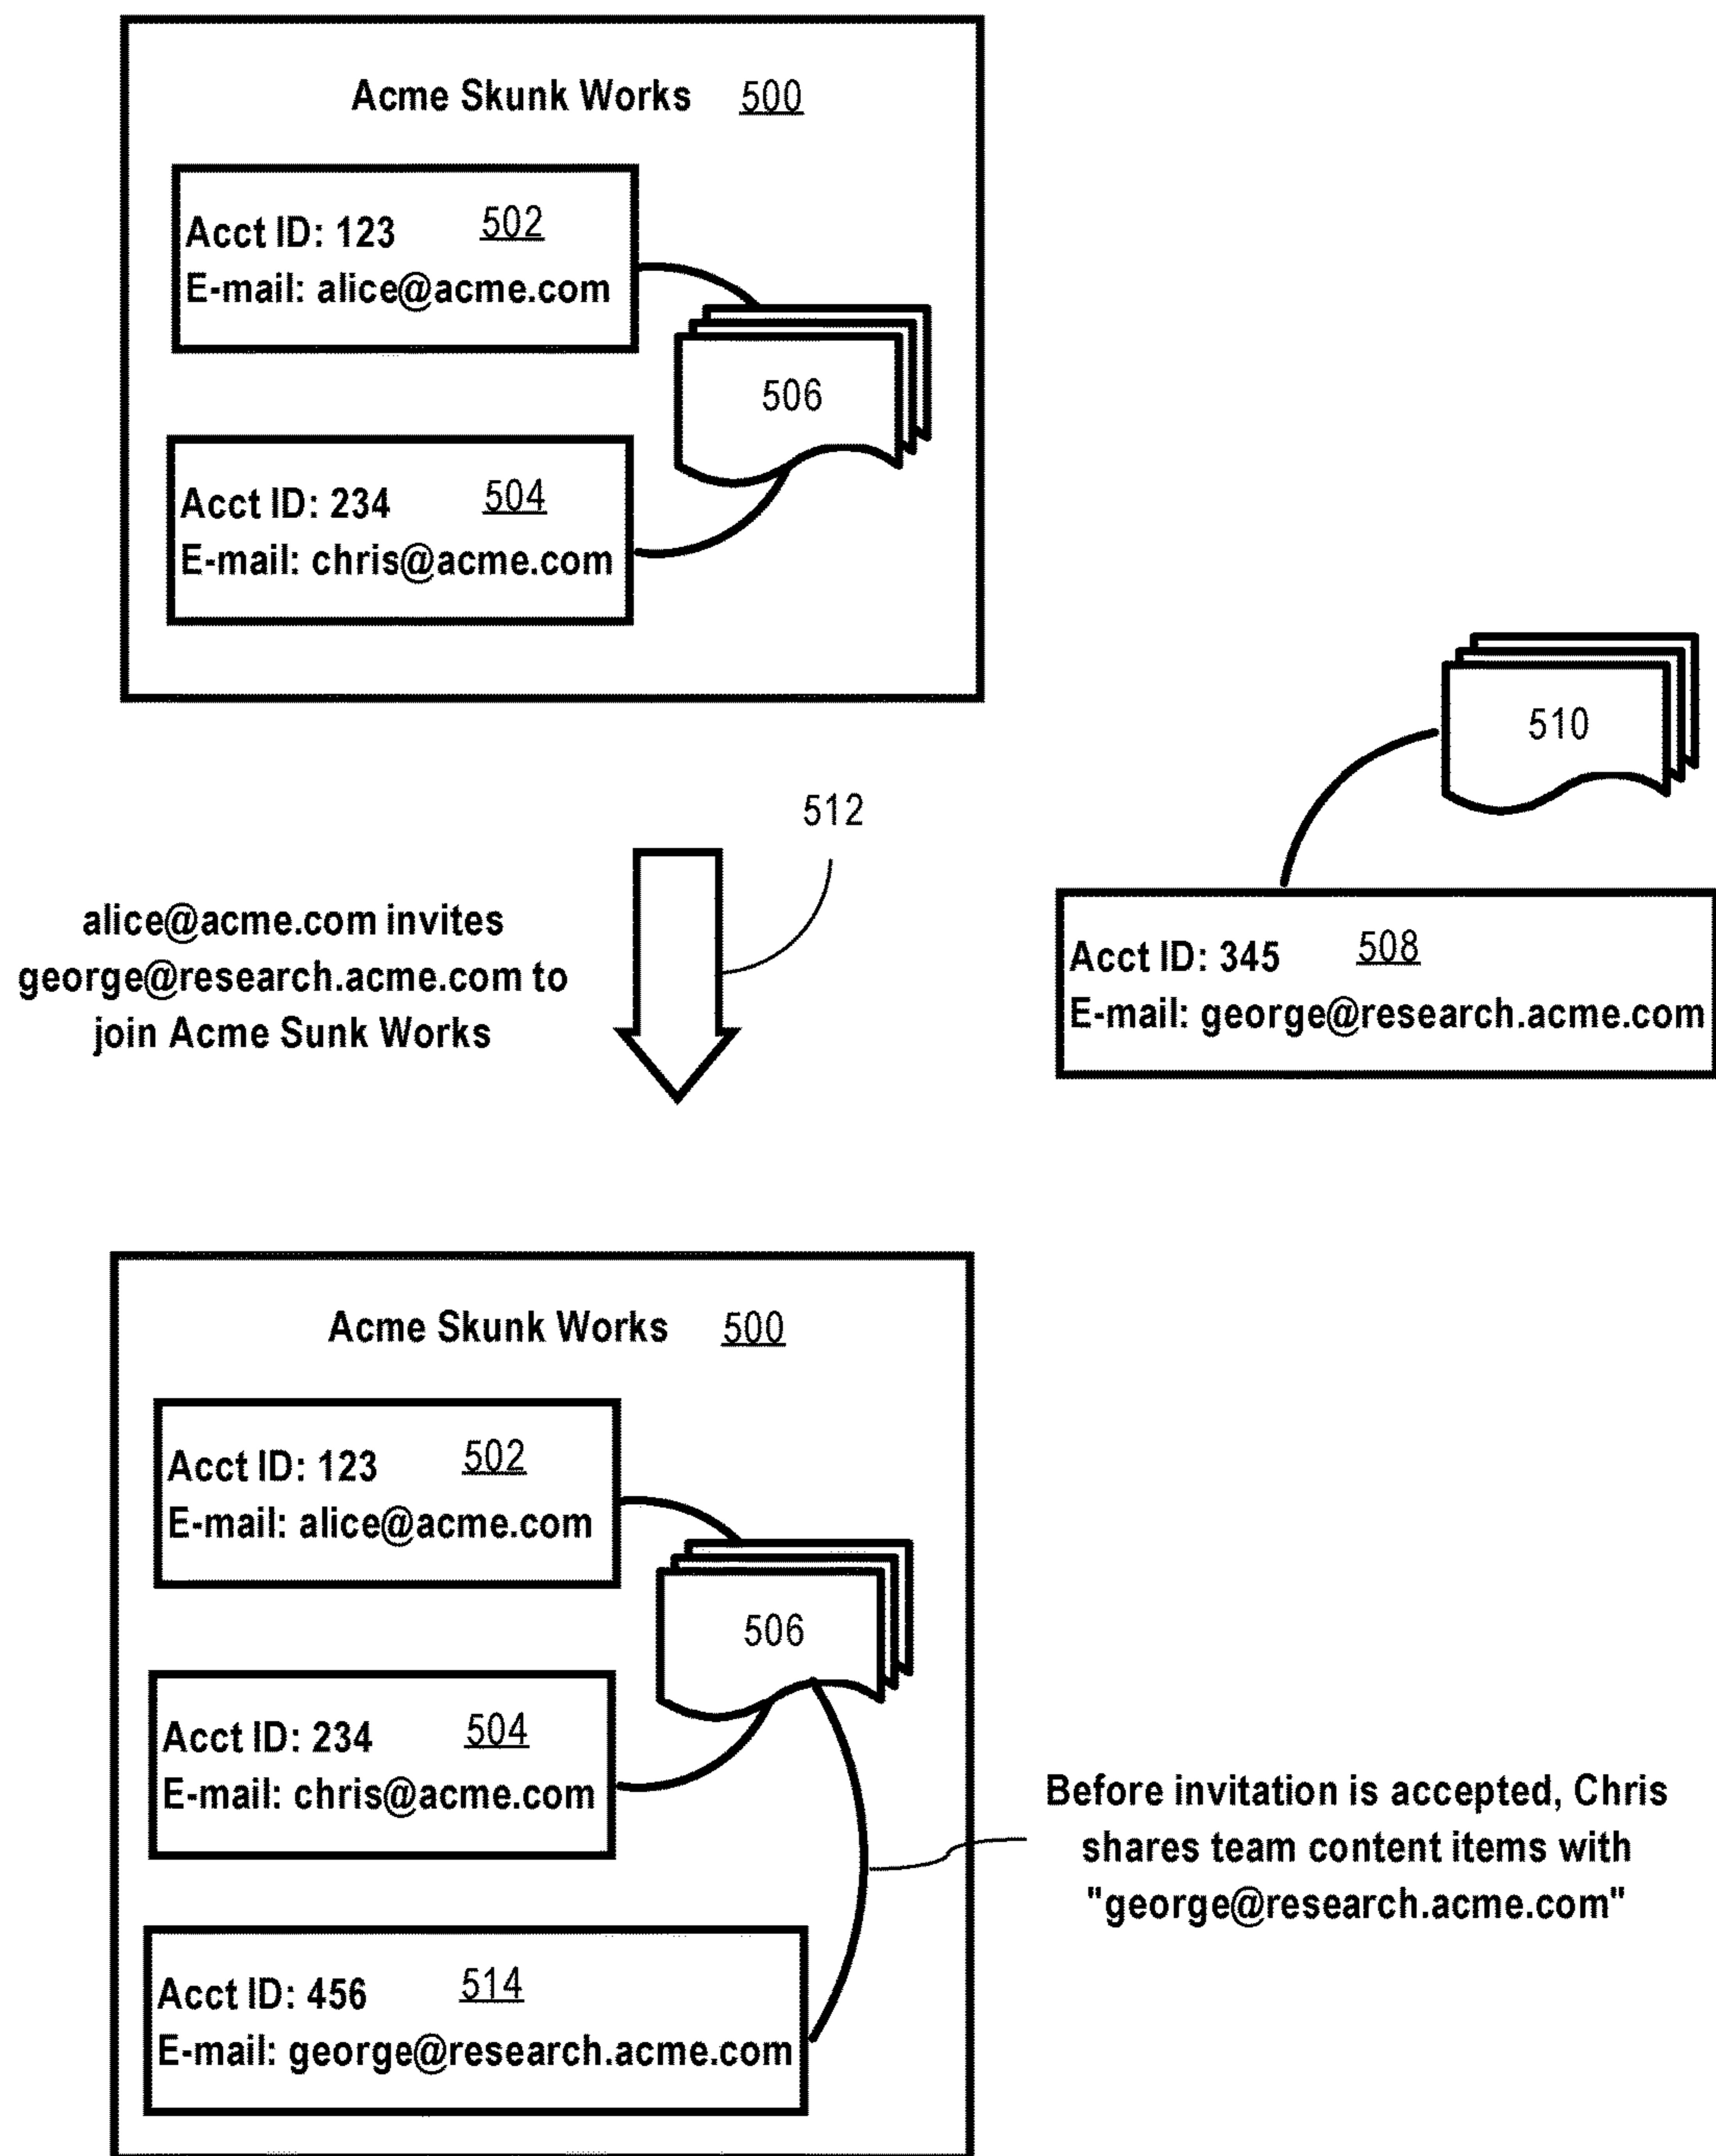 Acme Skunk Works 500
Acct ID: 123 502
E-mail: alice@acme.com
506
Acct ID: 234 504
E-mail: chris@acme.com
510
512
alice@acme.com invites
george@research.acme.com to
join Acme Sunk Works
Acct ID: 345 508
E-mail: george@research.acme.com
Acme Skunk Works 500
Acct ID: 123 502
E-mail: alice@acme.com
506
Acct ID: 234 504
E-mail: chris@acme.com
Before invitation is accepted, Chris
shares team content items with
"george@research.acme.com"
Acct ID: 456 514
E-mail: george@research.acme.com